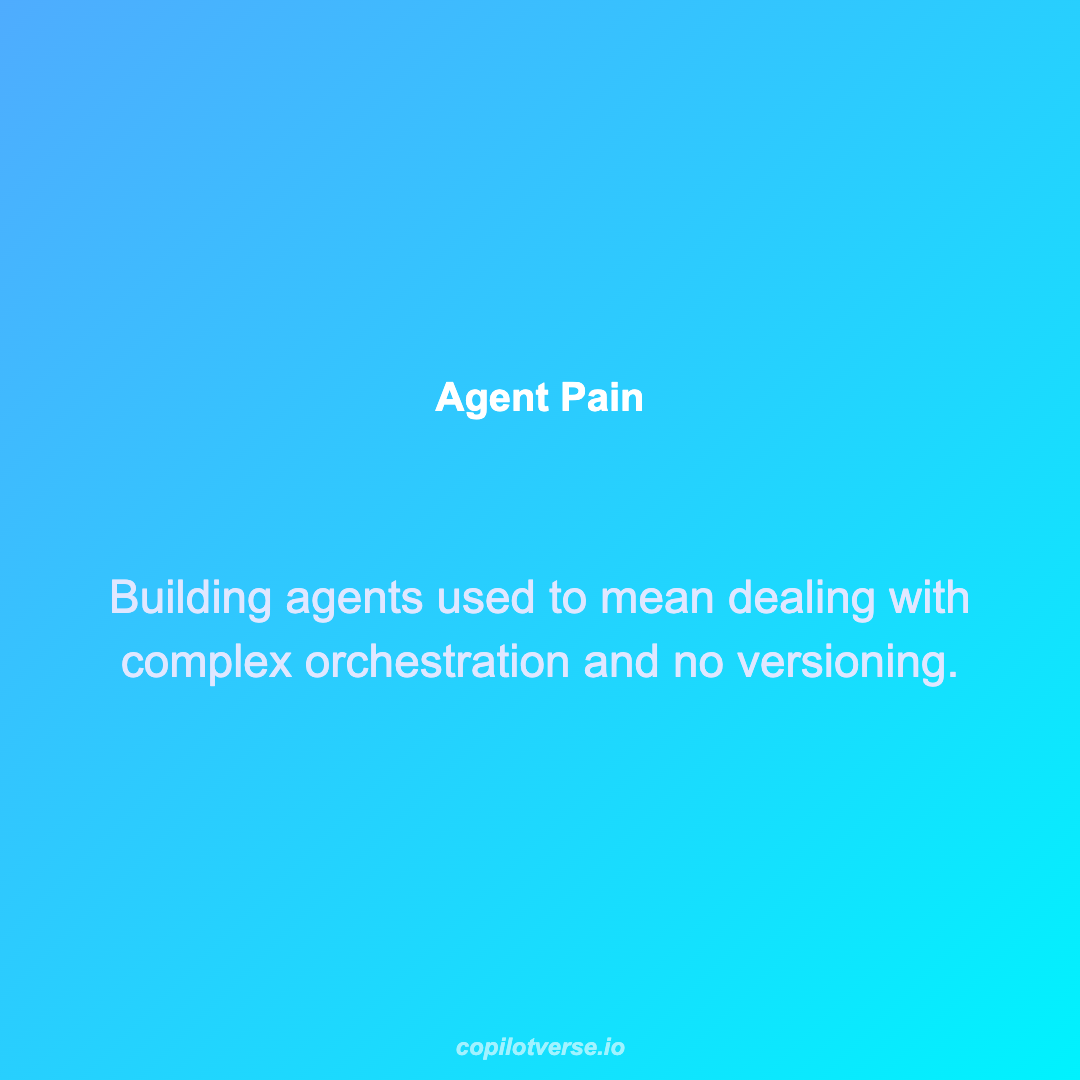 Agent Pain
Building agents used to mean dealing with
complex orchestration and no versioning.
copilotverse.io